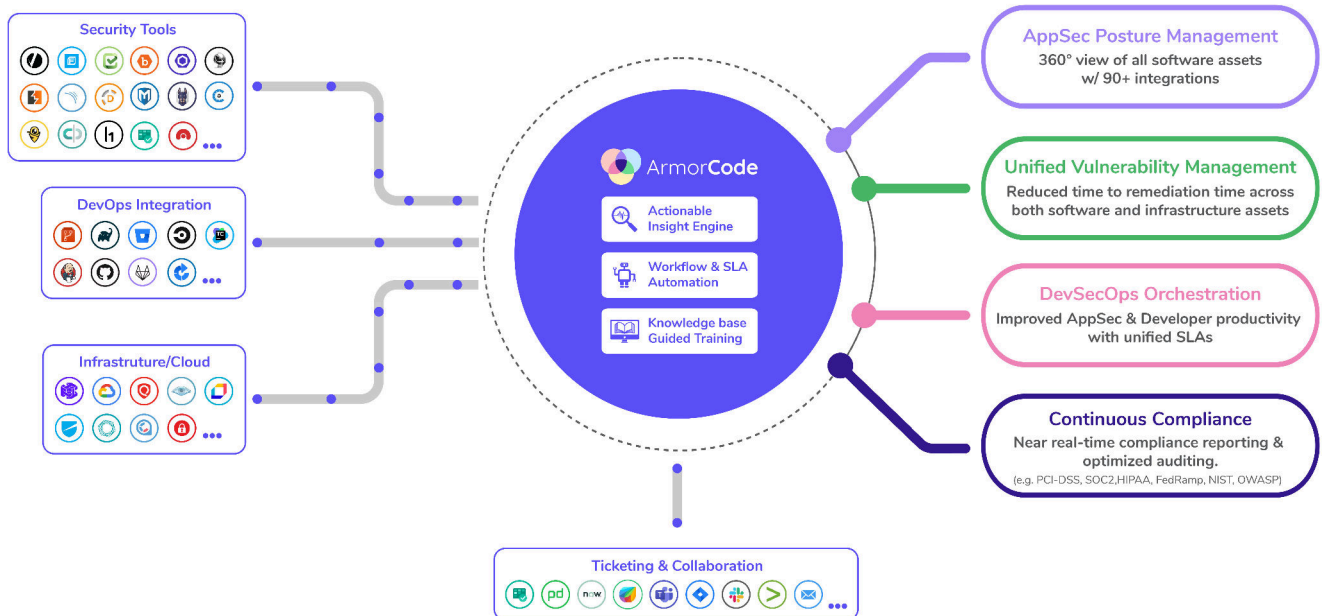 Security Tools
DevOps Integration
Infrastruture/Cloud
ArmorCode
Actionable
Insight Engine
Workflow & SLA
Automation
Knowledge base
Guided Training
AppSec Posture Management
360° view of all software assets
w/ 90+ integrations
Unified Vulnerability Management
Reduced time to remediation time across
both software and infrastructure assets
DevSecOps Orchestration
Improved AppSec & Developer productivity
with unified SLAs
Continuous Compliance
Near real-time compliance reporting &
optimized auditing.
(e.g. PCI-DSS, SOC2,HIPAA, FedRamp, NIST, OWASP)
Ticketing & Collaboration
pd
now